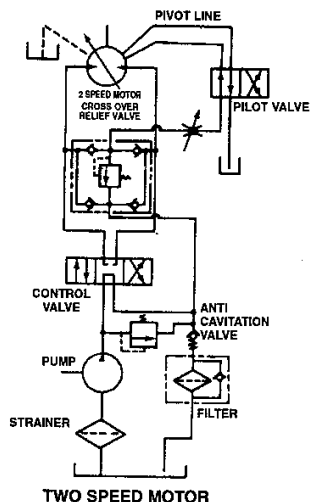 PIVOT LINE
2 SPEED MOTOR
CROSS OVER
RELIEF VALVE
PILOT VALVE
CONTROL
VALVE
ANTI
CAVITATION
VALVE
PUMP
STRAINER
FILTER
TWO SPEED MOTOR